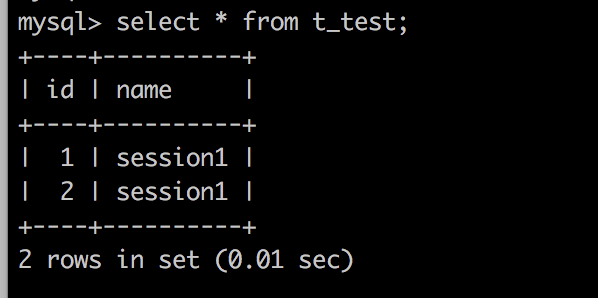 mysql> select * from t_test;
+----+----------+
| id | name     |
+----+----------+
|  1 | session1 |
|  2 | session1 |
+----+----------+
2 rows in set (0.01 sec)